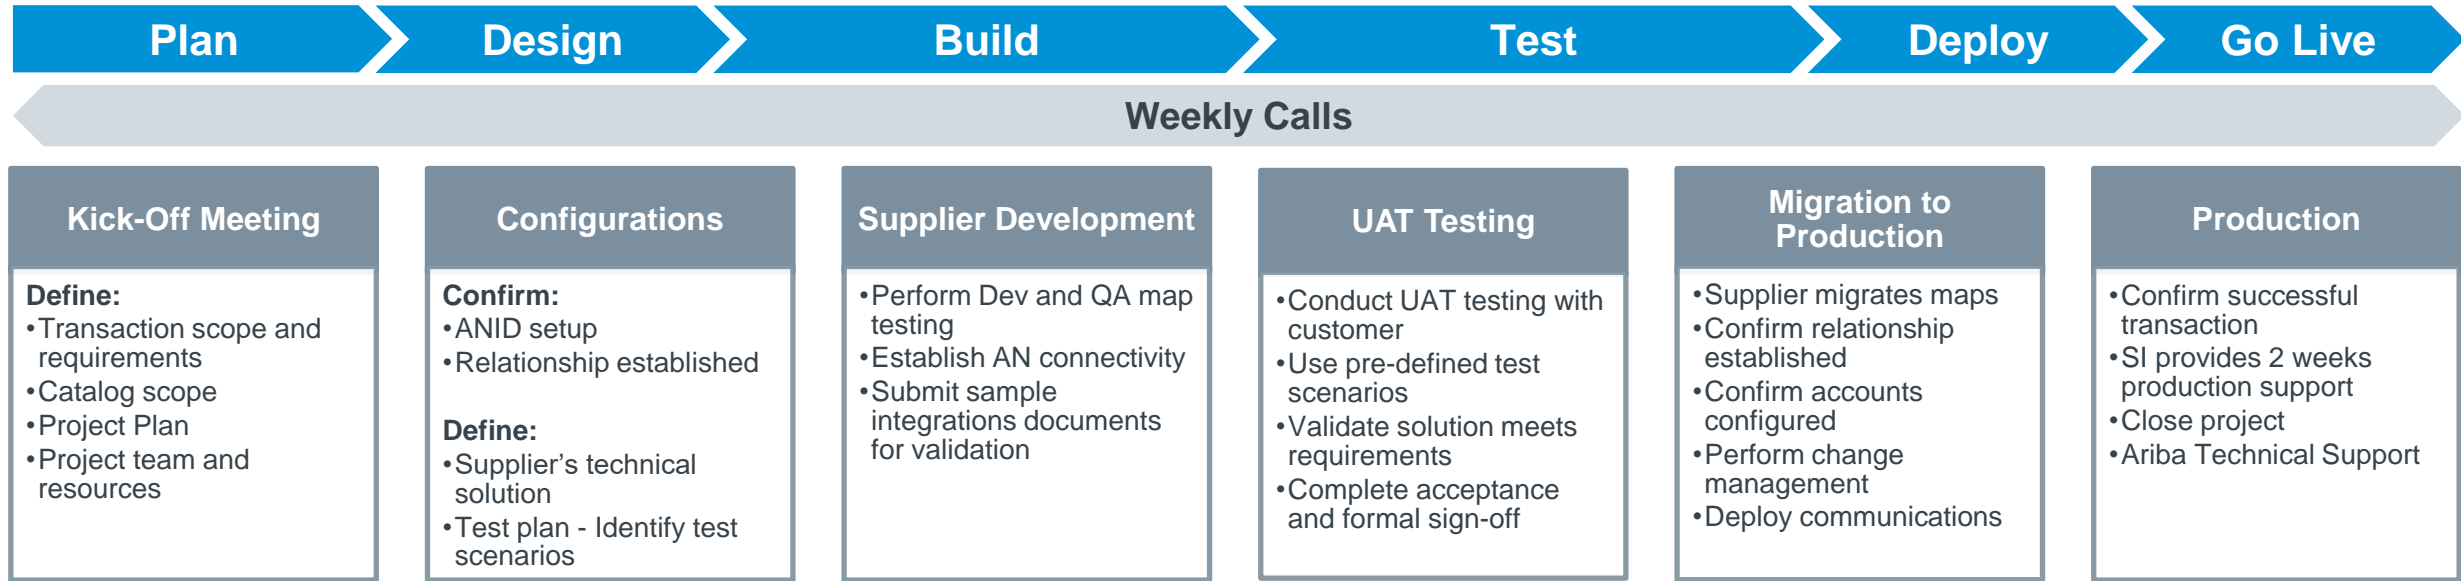 Plan
Design
Build
Test
Deploy
Go Live
Weekly Calls
Kick-Off Meeting
Define:
•Transaction scope and
requirements
•Catalog scope
•Project Plan
•Project team and
resources
Configurations
Confirm:
•ANID setup
•Relationship established
Define:
•Supplier's technical
solution
•Test plan - Identify test
scenarios
Supplier Development
•Perform Dev and QA map
testing
•Establish AN connectivity
•Submit sample
integrations documents
for validation
UAT Testing
•Conduct UAT testing with
customer
•Use pre-defined test
scenarios
•Validate solution meets
requirements
•Complete acceptance
and formal sign-off
Migration to
Production
•Supplier migrates maps
•Confirm relationship
established
•Confirm accounts
configured
•Perform change
management
•Deploy communications
Production
•Confirm successful
transaction
•SI provides 2 weeks
production support
•Close project
•Ariba Technical Support